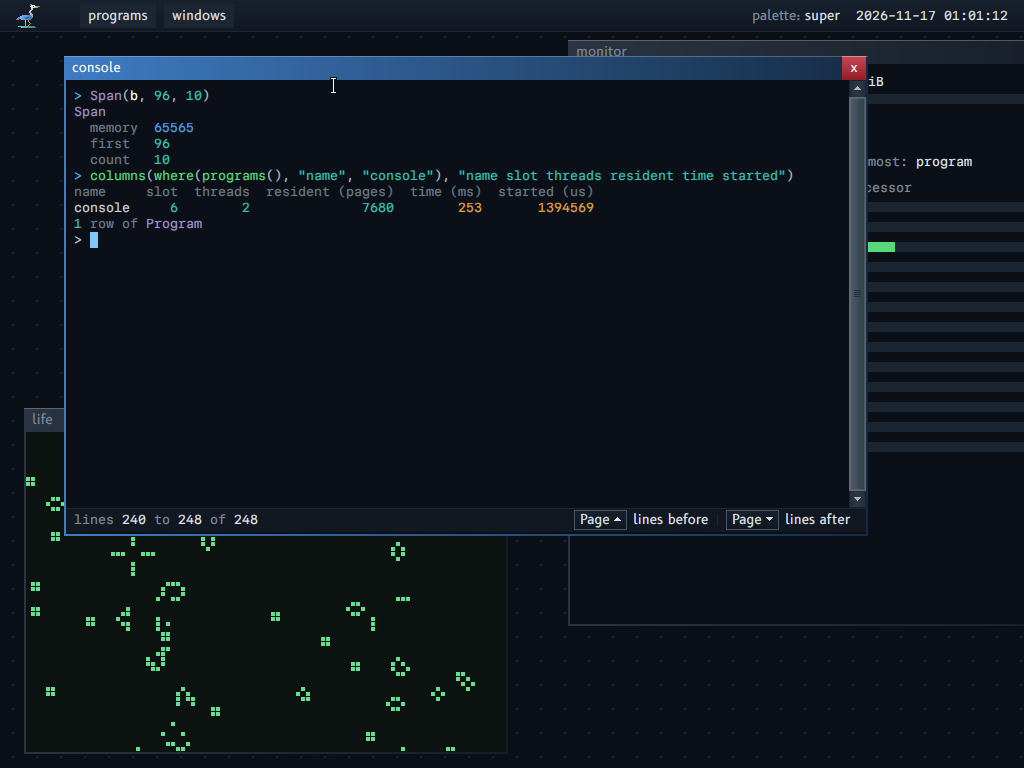 programs windows palette: super 2026-11-17 01:01:12
monitor
console x
iB
> Span(b, 96, 10)
Span
memory 65565
first 96
count 10
most: program
> columns(where(programs(), "name", "console"), "name slot threads resident time started")
cessor
name slot threads resident (pages) time (ms) started (us)
console 6 2 7680 253 1394569
1 row of Program
>
life
lines 240 to 248 of 248 Page lines before Page lines after